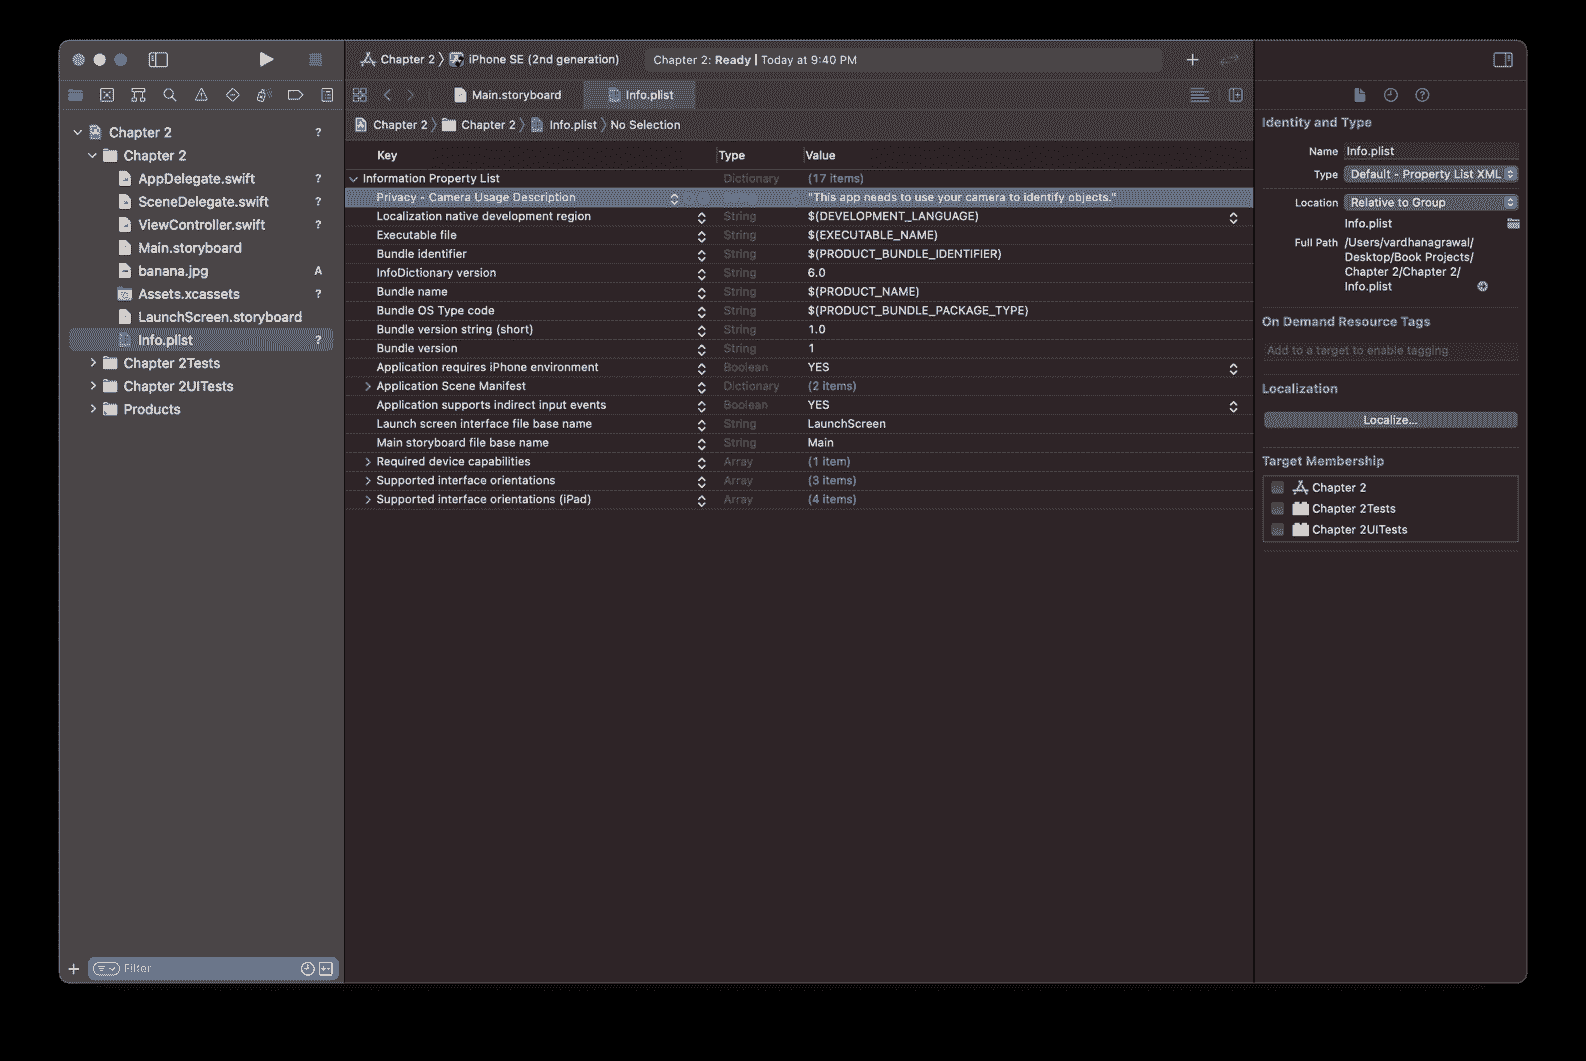 Chapter 2 〉 iPhone SE (2nd generation)
Chapter 2: Ready | Today at 9:40 PM
Main.storyboard
Info.plist
Chapter 2 〉 Chapter 2 〉 Info.plist 〉 No Selection
Chapter 2 ?
Chapter 2
AppDelegate.swift ?
SceneDelegate.swift ?
ViewController.swift ?
Main.storyboard
banana.jpg A
Assets.xcassets ?
LaunchScreen.storyboard
Info.plist ?
Chapter 2Tests
Chapter 2UITests
Products
Filter
Key Type Value
Information Property List Dictionary (17 items)
Privacy - Camera Usage Description "This app needs to use your camera to identify objects."
Localization native development region String $(DEVELOPMENT_LANGUAGE)
Executable file String $(EXECUTABLE_NAME)
Bundle identifier String $(PRODUCT_BUNDLE_IDENTIFIER)
InfoDictionary version String 6.0
Bundle name String $(PRODUCT_NAME)
Bundle OS Type code String $(PRODUCT_BUNDLE_PACKAGE_TYPE)
Bundle version string (short) String 1.0
Bundle version String 1
Application requires iPhone environment Boolean YES
Application Scene Manifest Dictionary (2 items)
Application supports indirect input events Boolean YES
Launch screen interface file base name String LaunchScreen
Main storyboard file base name String Main
Required device capabilities Array (1 item)
Supported interface orientations Array (3 items)
Supported interface orientations (iPad) Array (4 items)
Identity and Type
Name Info.plist
Type Default - Property List XML
Location Relative to Group
Info.plist
Full Path /Users/vardhanagrawal/
Desktop/Book Projects/
Chapter 2/Chapter 2/
Info.plist
On Demand Resource Tags
Add to a target to enable tagging
Localization
Localize...
Target Membership
Chapter 2
Chapter 2Tests
Chapter 2UITests